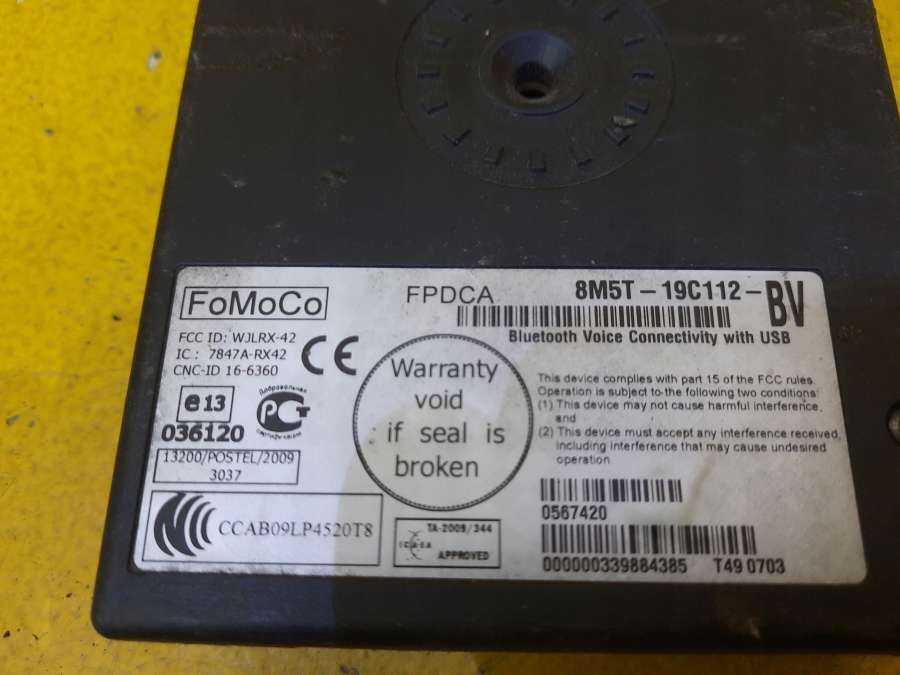 FoMoCo
FPDCA
8M5T-19C112-BV
Bluetooth Voice Connectivity with USB
FCC ID: WJLRX-42
IC.: 7847A-RX42
CNC-ID 16-6360
CE
e13
036120
Добровольная
РСТ
сертификация
13200/POSTEL/2009
3037
CCAB09LP4520T8
Warranty
void
if seal is
broken
TA-2009/344
ICASA
APPROVED
This device complies with part 15 of the FCC rules.
Operation is subject to the following two conditions:
(1) This device may not cause harmful interference,
and
(2) This device must accept any interference received,
including interference that may cause undesired
operation.
0567420
000000339884385 T49 0703